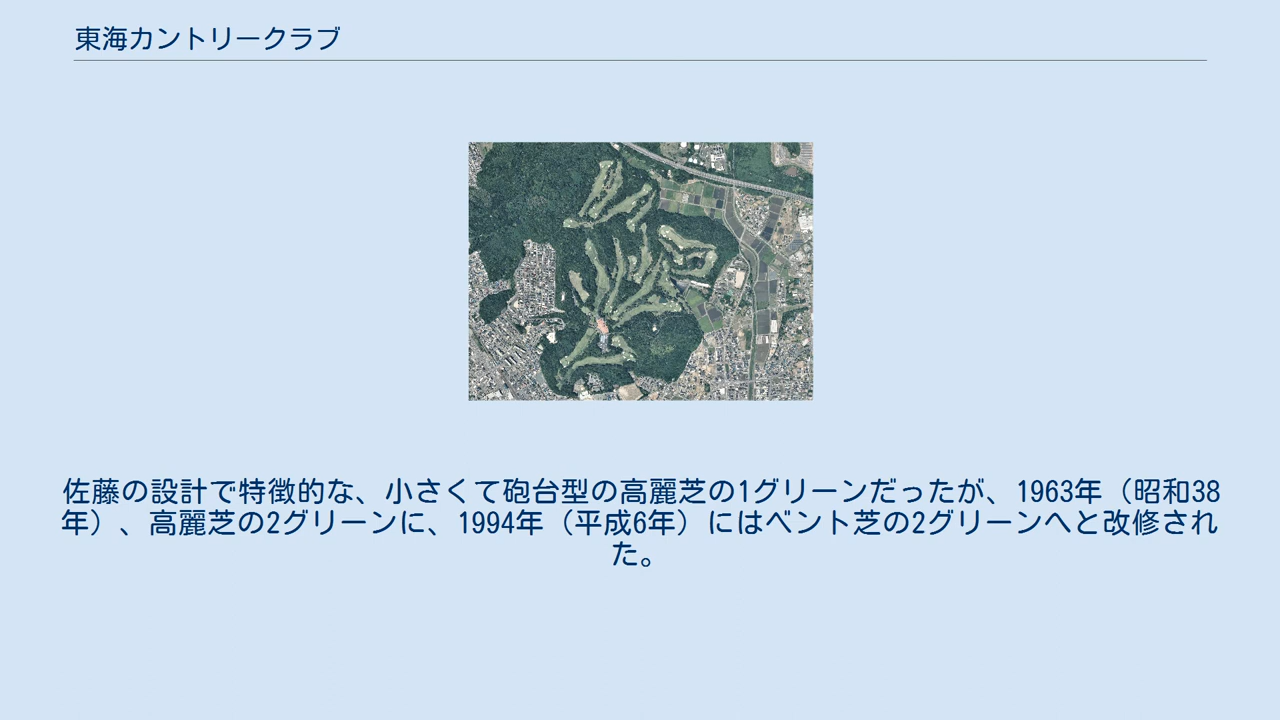 東海カントリークラブ
佐藤の設計で特徴的な、小さくて砲台型の高麗芝の1グリーンだったが、1963年（昭和38
年）、高麗芝の2グリーンに、1994年（平成6年）にはベント芝の2グリーンへと改修され
た。